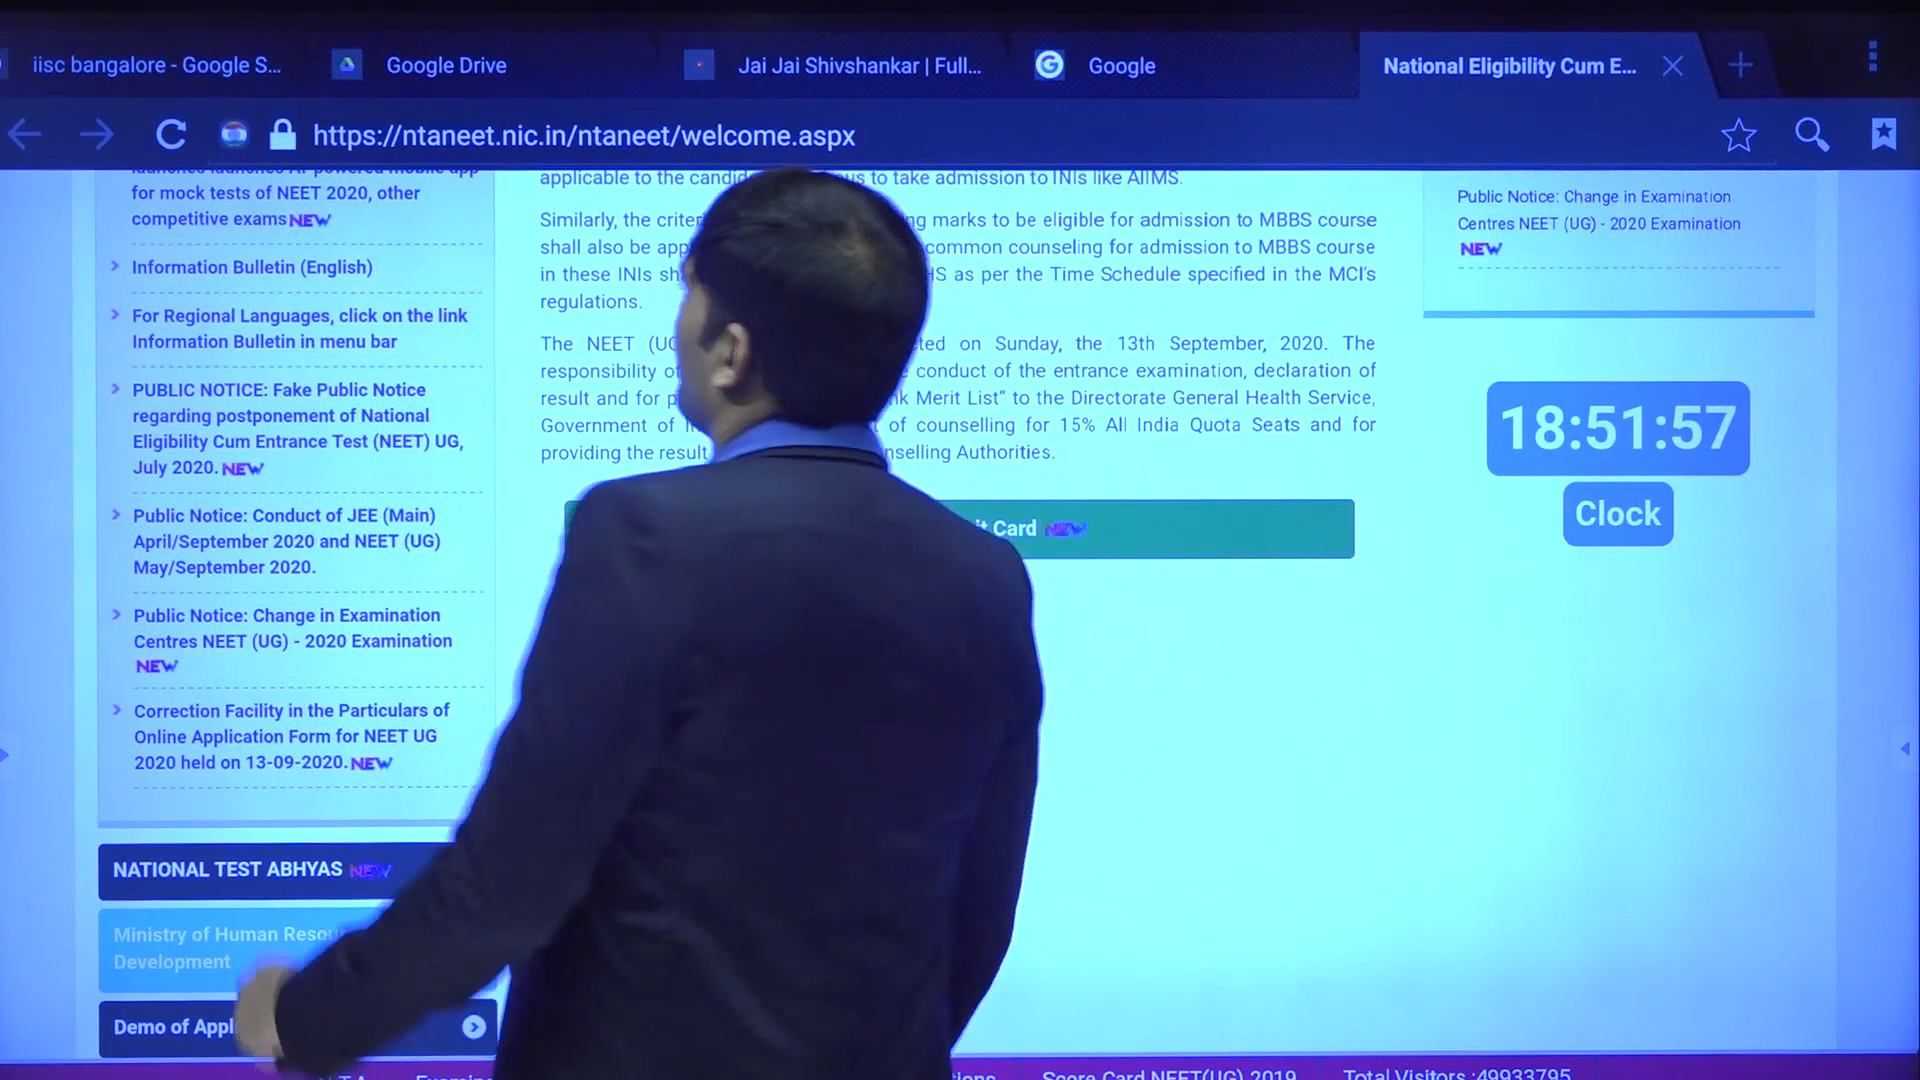 iisc bangalore - Google S...
Google Drive
Jai Jai Shivshankar | Full...
Google
National Eligibility Cum E...
https://ntaneet.nic.in/ntaneet/welcome.aspx
for mock tests of NEET 2020, other
competitive exams NEW
Information Bulletin (English)
For Regional Languages, click on the link
Information Bulletin in menu bar
PUBLIC NOTICE: Fake Public Notice
regarding postponement of National
Eligibility Cum Entrance Test (NEET) UG,
July 2020. NEW
Public Notice: Conduct of JEE (Main)
April/September 2020 and NEET (UG)
May/September 2020.
Public Notice: Change in Examination
Centres NEET (UG) - 2020 Examination
NEW
Correction Facility in the Particulars of
Online Application Form for NEET UG
2020 held on 13-09-2020. NEW
NATIONAL TEST ABHYAS NEW
Ministry of Human
Development
Demo of
applicable to the to take admission to INIs like AIIMS.
Similarly, the marks to be eligible for admission to MBBS course
shall also be common counseling for admission to MBBS course
in these INIs as per the Time Schedule specified in the MCI's
regulations.
The NEET on Sunday, the 13th September, 2020. The
responsibility conduct of the entrance examination, declaration of
result and for Merit List" to the Directorate General Health Service,
Government of of counselling for 15% All India Quota Seats and for
providing the result Authorities.
Card NEW
Public Notice: Change in Examination
Centres NEET (UG) - 2020 Examination
NEW
18:51:57
Clock
Score Card NEET(UG) 2019
Total Visitors :49933795